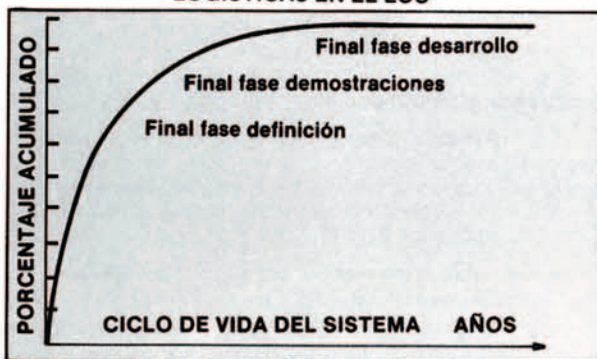 Final fase desarrollo
Final fase demostraciones
Final fase definición
PORCENTAJE ACUMULADO
CICLO DE VIDA DEL SISTEMA AÑOS